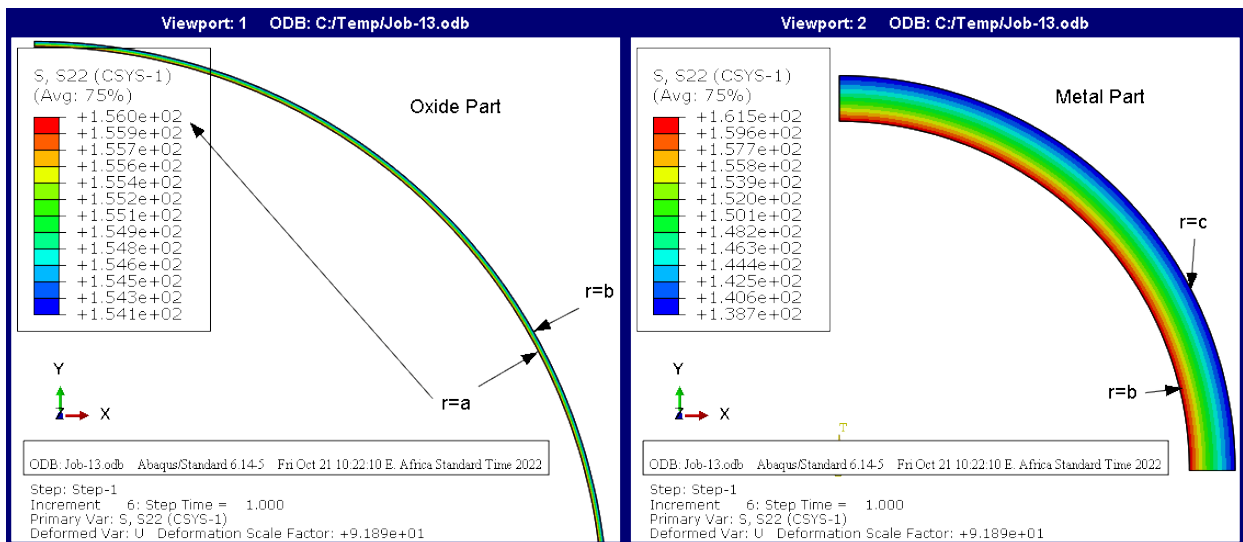 Viewport: 1 ODB: C:/Temp/Job-13.odb
S, S22 (CSYS-1)
(Avg: 75%)
+1.560e+02
+1.559e+02
+1.557e+02
+1.556e+02
+1.554e+02
+1.552e+02
+1.551e+02
+1.549e+02
+1.548e+02
+1.546e+02
+1.545e+02
+1.543e+02
+1.541e+02
Oxide Part
r=b
r=a
Y
Z X
ODB: Job-13.odb Abaqus/Standard 6.14-5 Fri Oct 21 10:22:10 E. Africa Standard Time 2022
Step: Step-1
Increment 6: Step Time = 1.000
Primary Var: S, S22 (CSYS-1)
Deformed Var: U Deformation Scale Factor: +9.189e+01
Viewport: 2 ODB: C:/Temp/Job-13.odb
S, S22 (CSYS-1)
(Avg: 75%)
+1.615e+02
+1.596e+02
+1.577e+02
+1.558e+02
+1.539e+02
+1.520e+02
+1.501e+02
+1.482e+02
+1.463e+02
+1.444e+02
+1.425e+02
+1.406e+02
+1.387e+02
Metal Part
r=c
r=b
Y
Z X
T
ODB: Job-13.odb Abaqus/Standard 6.14-5 Fri Oct 21 10:22:10 E. Africa Standard Time 2022
Step: Step-1
Increment 6: Step Time = 1.000
Primary Var: S, S22 (CSYS-1)
Deformed Var: U Deformation Scale Factor: +9.189e+01